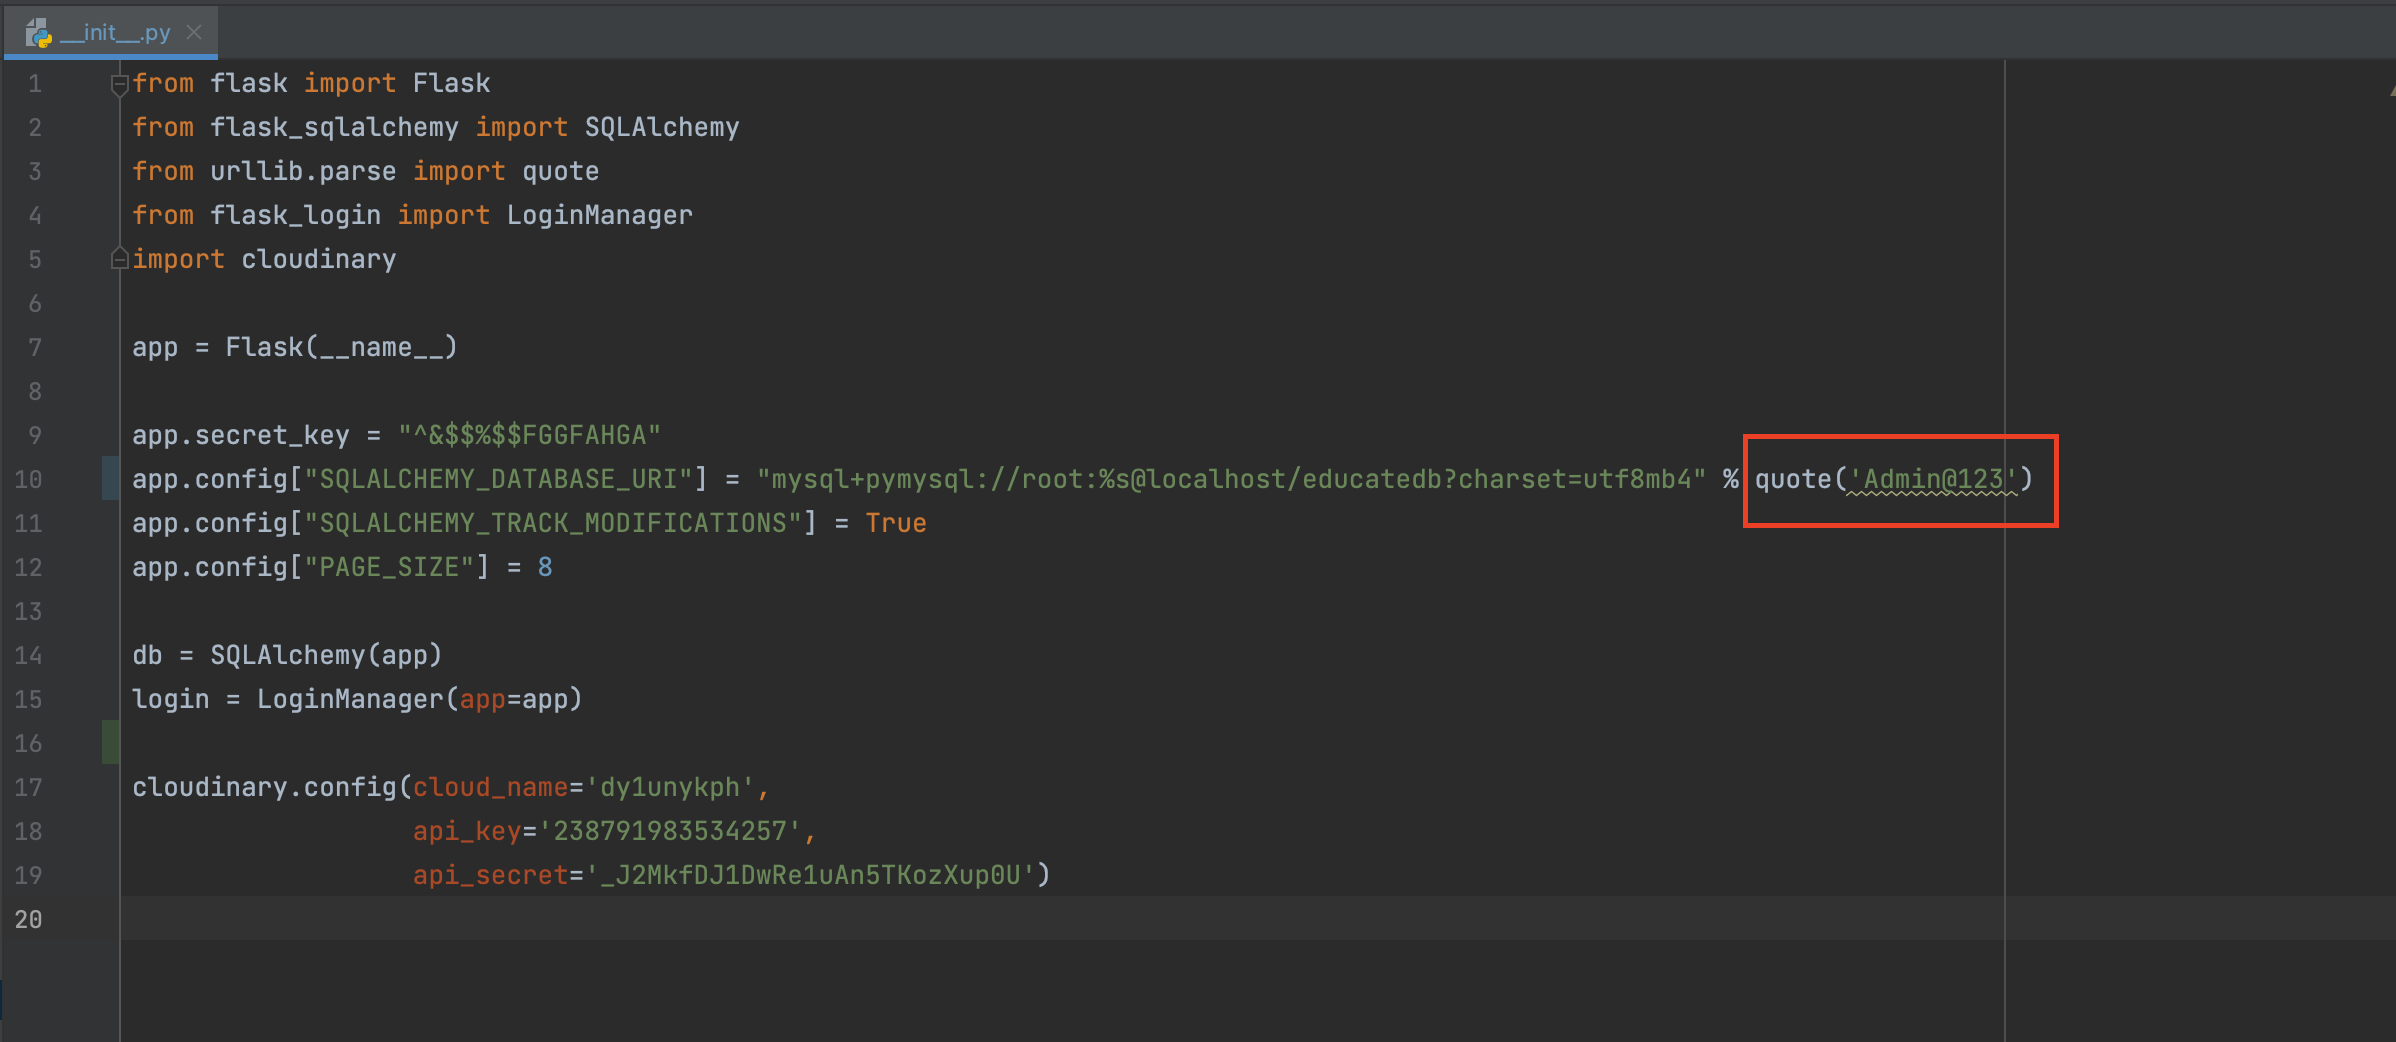 __init__.py
1 from flask import Flask
2 from flask_sqlalchemy import SQLAlchemy
3 from urllib.parse import quote
4 from flask_login import LoginManager
5 import cloudinary
6
7 app = Flask(__name__)
8
9 app.secret_key = "^&$$%$$FGGFAHGA"
10 app.config["SQLALCHEMY_DATABASE_URI"] = "mysql+pymysql://root:%s@localhost/educatedb?charset=utf8mb4" % quote('Admin@123')
11 app.config["SQLALCHEMY_TRACK_MODIFICATIONS"] = True
12 app.config["PAGE_SIZE"] = 8
13
14 db = SQLAlchemy(app)
15 login = LoginManager(app=app)
16
17 cloudinary.config(cloud_name='dy1unykph',
18 api_key='238791983534257',
19 api_secret='_J2MkfDJ1DwRe1uAn5TKozXup0U')
20